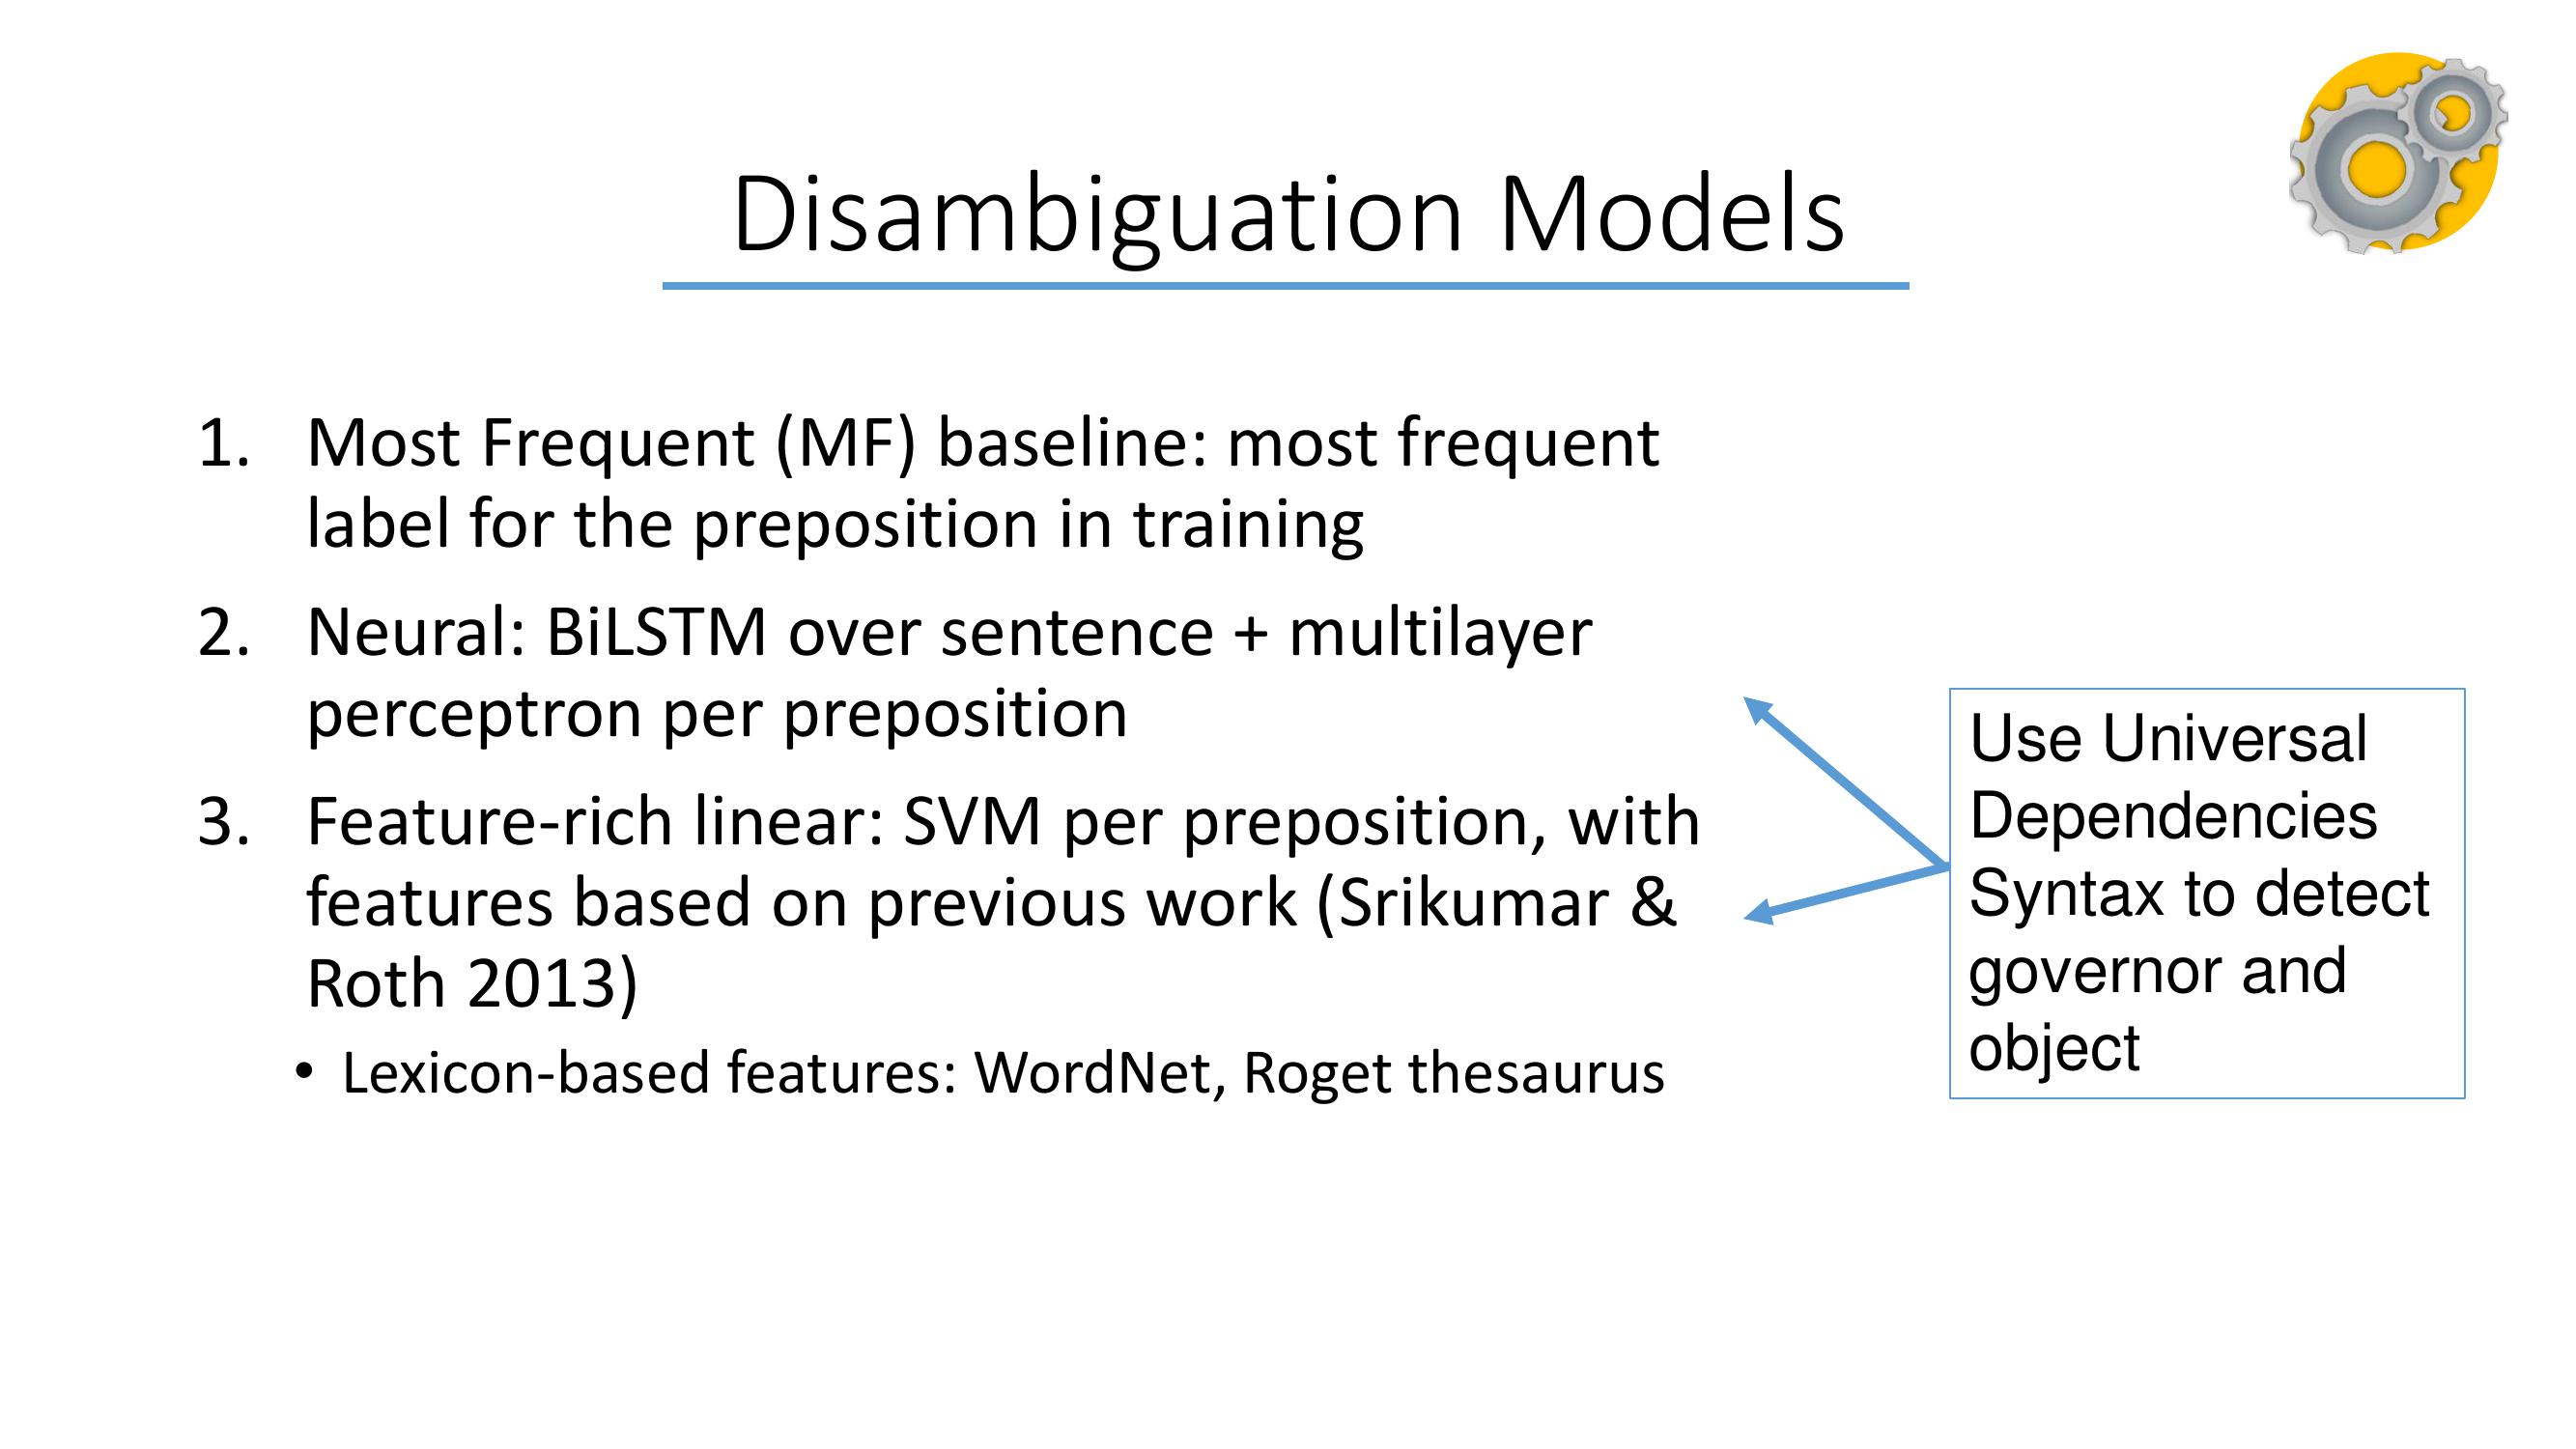 Disambiguation Models
1. Most Frequent (MF) baseline: most frequent
label for the preposition in training
2. Neural: BiLSTM over sentence + multilayer
perceptron per preposition
3. Feature-rich linear: SVM per preposition, with
features based on previous work (Srikumar &
Roth 2013)
• Lexicon-based features: WordNet, Roget thesaurus
Use Universal
Dependencies
Syntax to detect
governor and
object